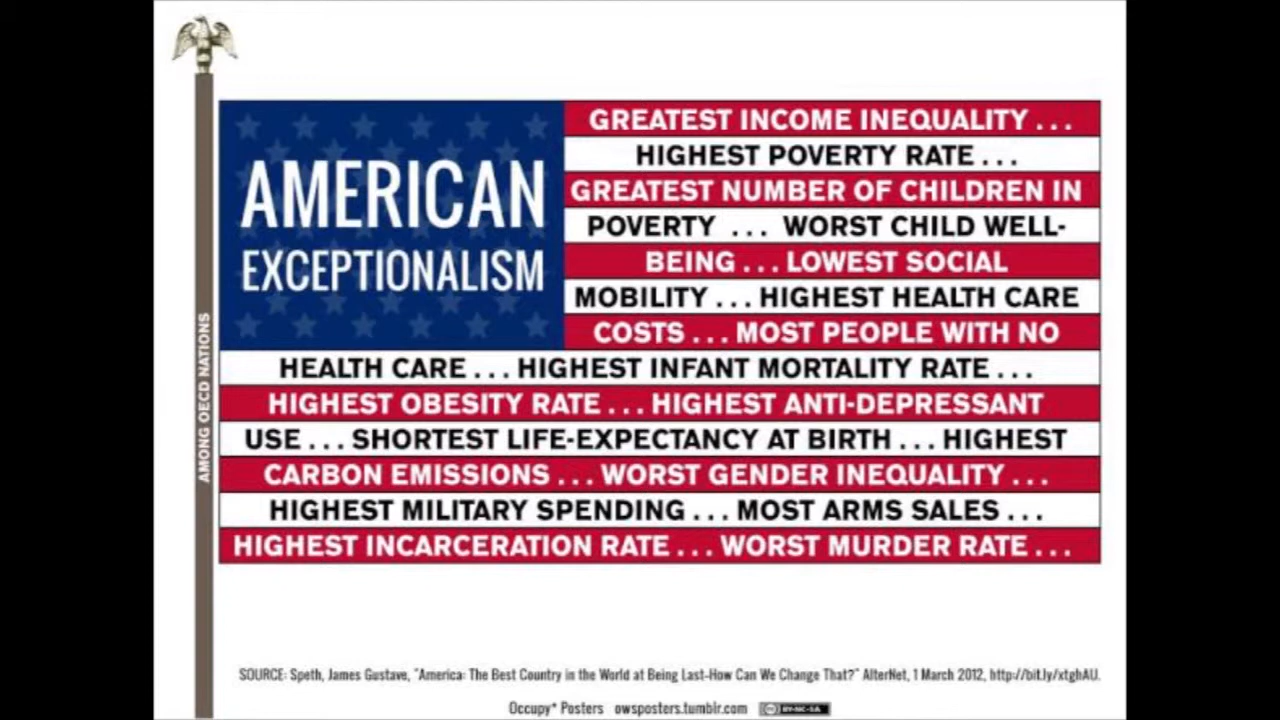 AMERICAN
EXCEPTIONALISM
GREATEST INCOME INEQUALITY . . .
HIGHEST POVERTY RATE . . .
GREATEST NUMBER OF CHILDREN IN
POVERTY . . . WORST CHILD WELL-
BEING . . . LOWEST SOCIAL
MOBILITY . . . HIGHEST HEALTH CARE
COSTS . . . MOST PEOPLE WITH NO
HEALTH CARE . . . HIGHEST INFANT MORTALITY RATE . . .
HIGHEST OBESITY RATE . . . HIGHEST ANTI-DEPRESSANT
USE . . . SHORTEST LIFE-EXPECTANCY AT BIRTH . . . HIGHEST
CARBON EMISSIONS . . . WORST GENDER INEQUALITY . . .
HIGHEST MILITARY SPENDING . . . MOST ARMS SALES . . .
HIGHEST INCARCERATION RATE . . . WORST MURDER RATE . . .
AMONG OECD NATIONS
SOURCE: Speth, James Gustave, "America: The Best Country in the World at Being Last-How Can We Change That?" AlterNet, 1 March 2012, http://bit.ly/xtghAU.
Occupy* Posters owsposters.tumblr.com (cc) BY-NC-SA